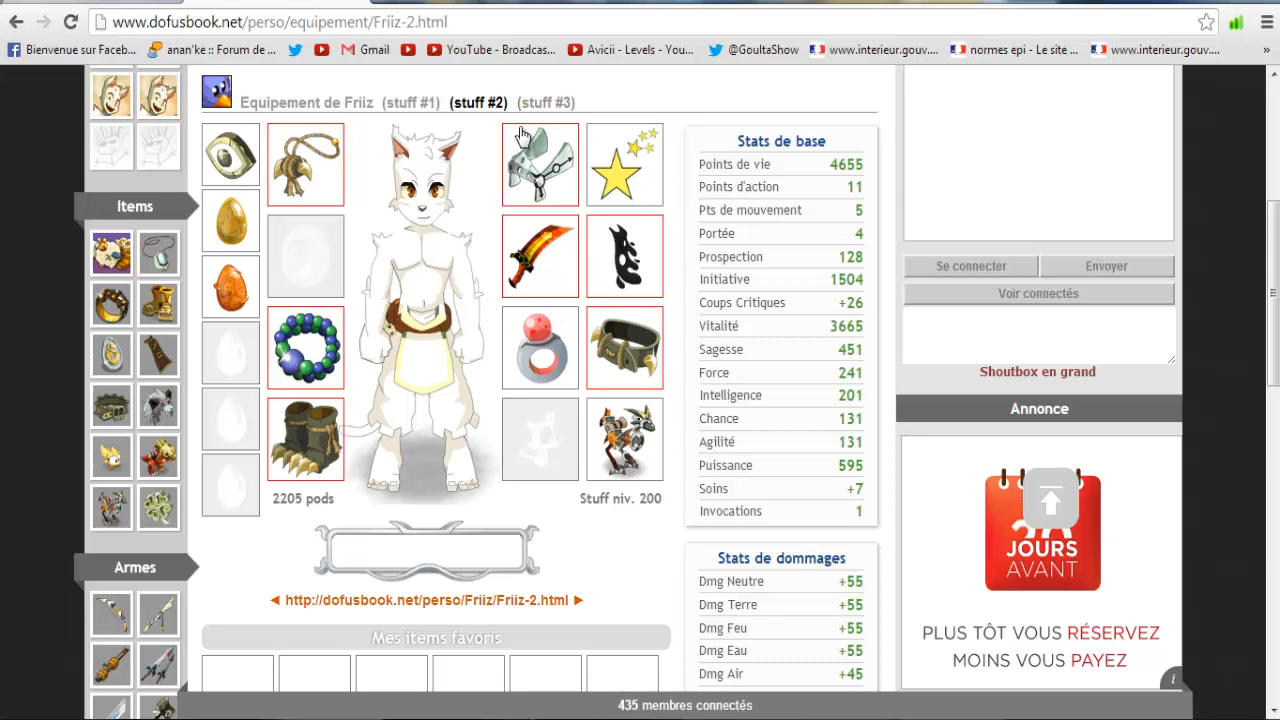 www.dofusbook.net/perso/equipement/Friiz-2.html
Bienvue sur Faceb...
anan'ke :: Forum de ...
Gmail
YouTube - Broadcas...
Avicii - Levels - You...
@GoultaShow
www.interieur.gouv....
normes epi - Le site ...
www.interieur.gouv....
»
Equipement de Friiz (stuff #1) (stuff #2) (stuff #3)
Items
Armes
2205 pods
Stuff niv. 200
◄ http://dofusbook.net/perso/Friiz/Friiz-2.html ►
Mes items favoris
Stats de base
Points de vie 4655
Points d'action 11
Pts de mouvement 5
Portée 4
Prospection 128
Initiative 1504
Coups Critiques +26
Vitalité 3665
Sagesse 451
Force 241
Intelligence 201
Chance 131
Agilité 131
Puissance 595
Soins +7
Invocations 1
Stats de dommages
Dmg Neutre +55
Dmg Terre +55
Dmg Feu +55
Dmg Eau +55
Dmg Air +45
Se connecter
Envoyer
Voir connectés
Shoutbox en grand
Annonce
JOURS
AVANT
PLUS TÔT VOUS RÉSERVEZ
MOINS VOUS PAYEZ
i
435 membres connectés